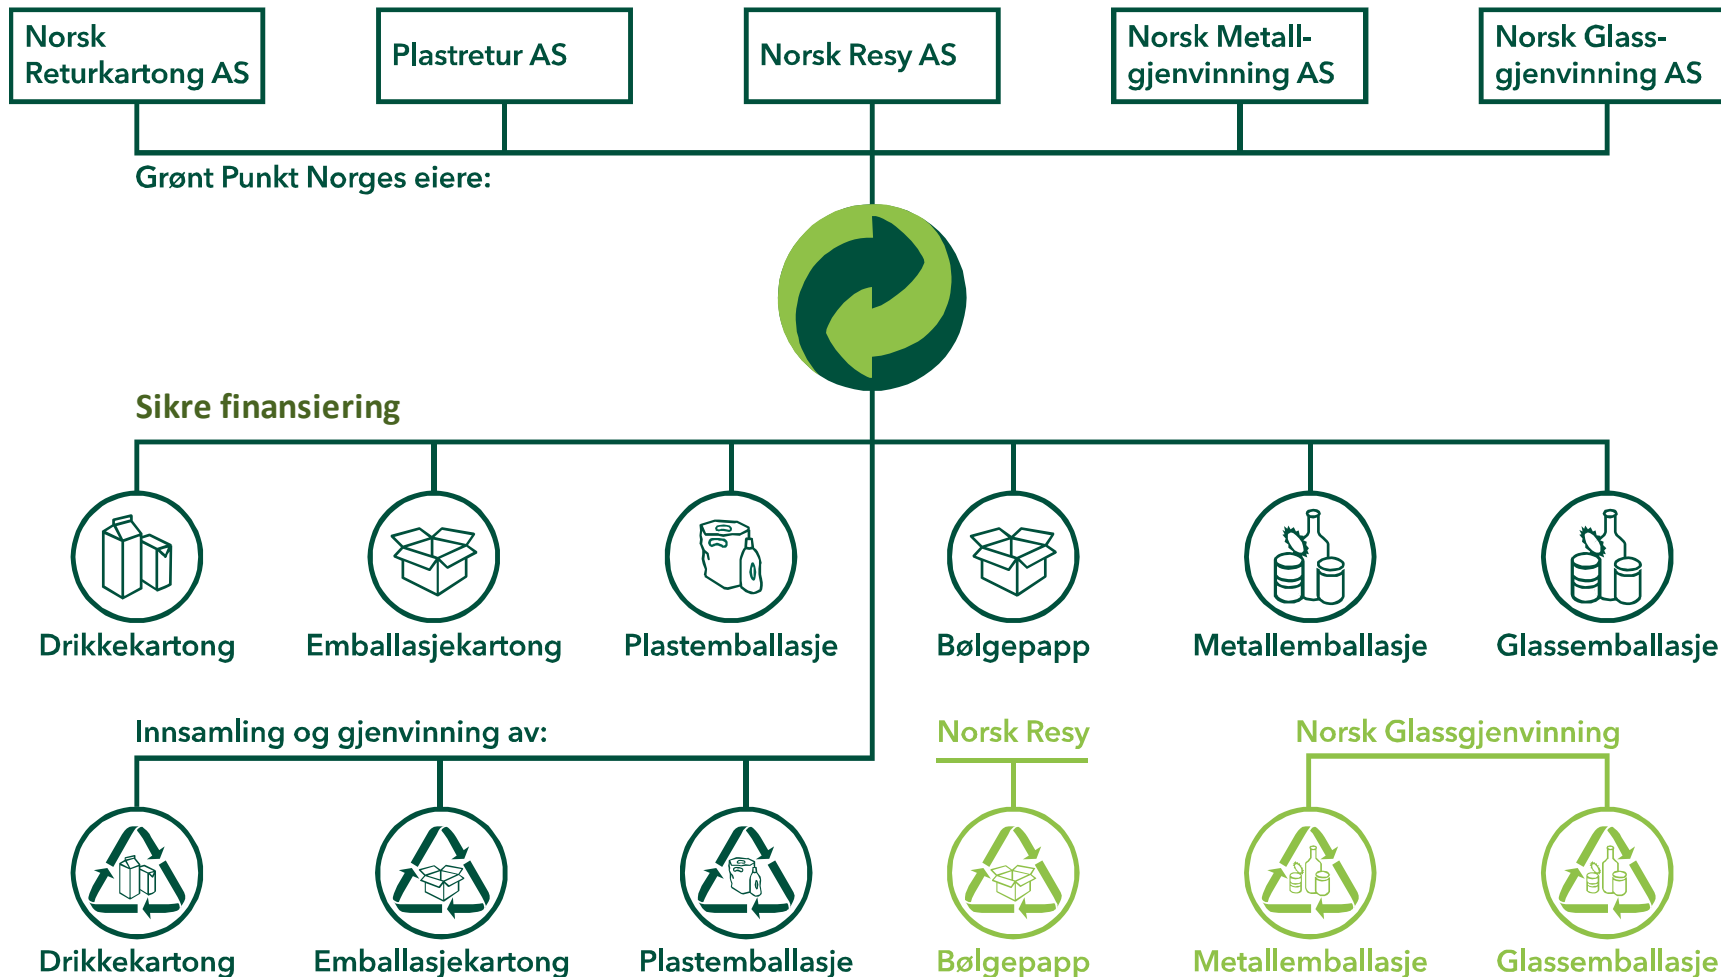 Norsk
Returkartong AS
Plastretur AS
Norsk Resy AS
Norsk Metall-
gjenvinning AS
Norsk Glass-
gjenvinning AS
Grønt Punkt Norges eiere:
Sikre finansiering
Drikkekartong
Emballasjekartong
Plastemballasje
Bølgepapp
Metallemballasje
Glassemballasje
Innsamling og gjenvinning av:
Norsk Resy
Norsk Glassgjenvinning
Drikkekartong
Emballasjekartong
Plastemballasje
Bølgepapp
Metallemballasje
Glassemballasje